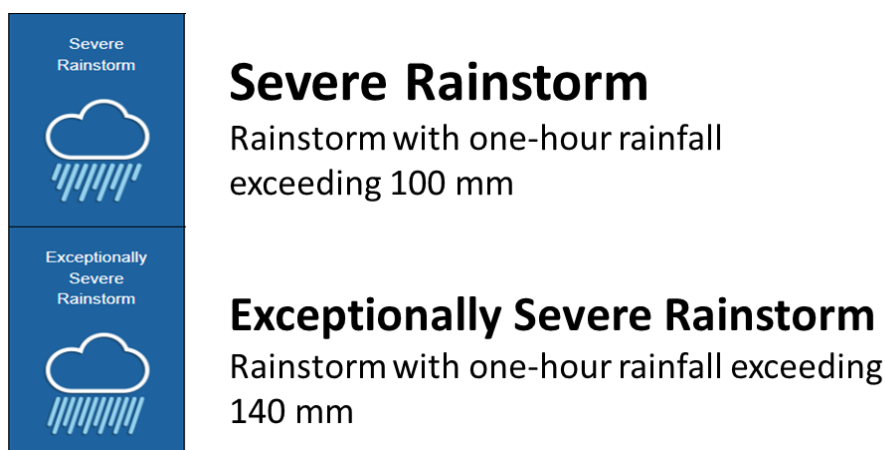 Severe
Rainstorm
Severe Rainstorm
Rainstorm with one-hour rainfall
exceeding 100 mm
Exceptionally
Severe
Rainstorm
Exceptionally Severe Rainstorm
Rainstorm with one-hour rainfall exceeding
140 mm